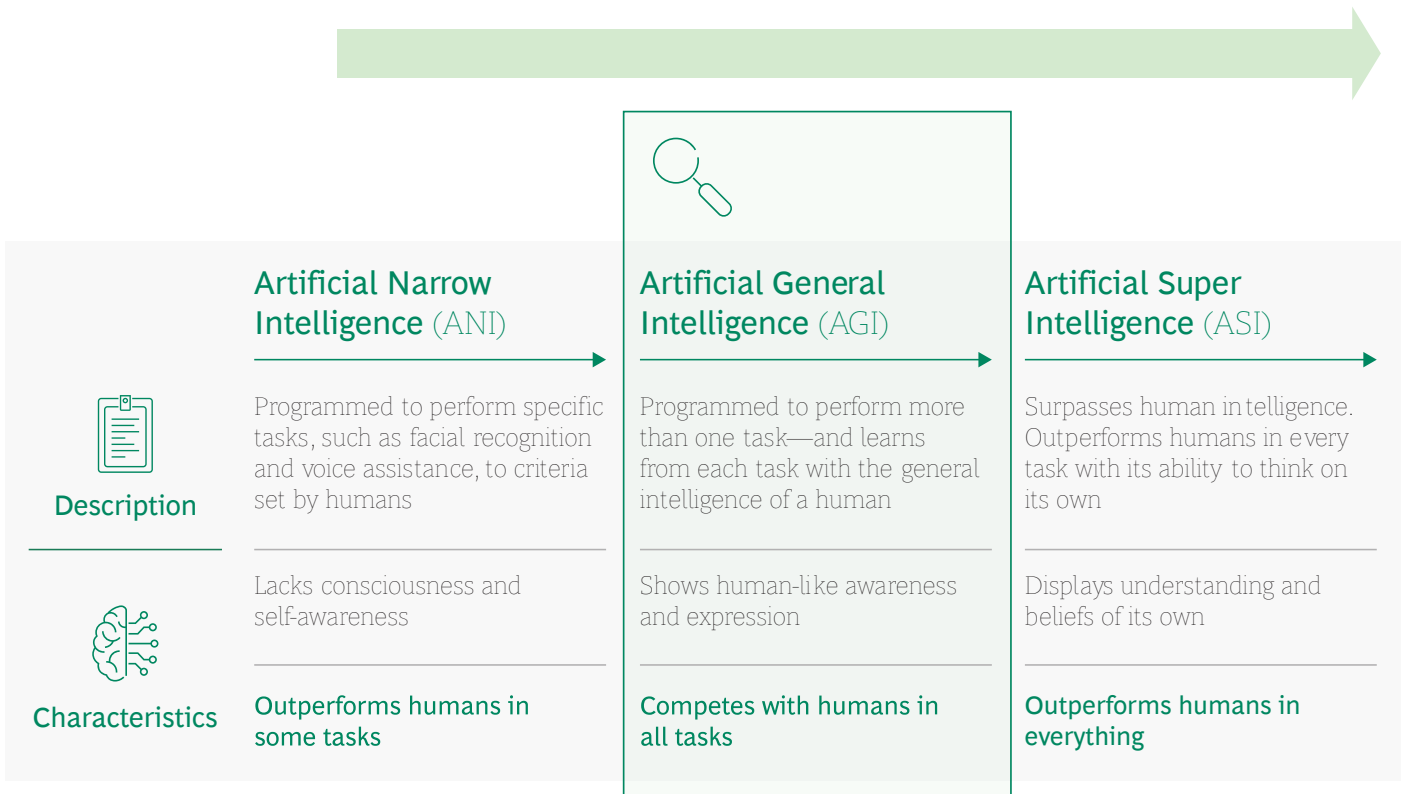 Artificial Narrow
Intelligence (ANI)
Artificial General
Intelligence (AGI)
Artificial Super
Intelligence (ASI)
Description
Programmed to perform specific
tasks, such as facial recognition
and voice assistance, to criteria
set by humans
Programmed to perform more
than one task—and learns
from each task with the general
intelligence of a human
Surpasses human intelligence.
Outperforms humans in every
task with its ability to think on
its own
Characteristics
Lacks consciousness and
self-awareness
Shows human-like awareness
and expression
Displays understanding and
beliefs of its own
Outperforms humans in
some tasks
Competes with humans in
all tasks
Outperforms humans in
everything